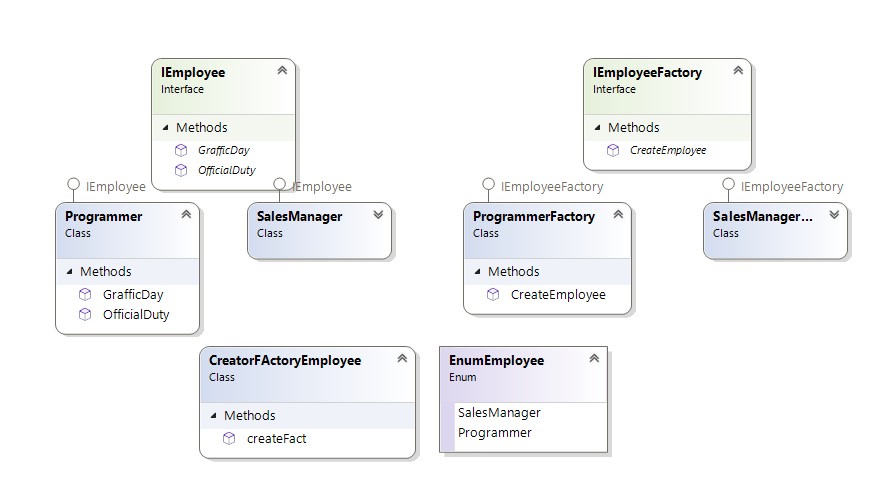 IEmployee
Interface
Methods
GrafficDay
OfficialDuty
IEmployeeFactory
Interface
Methods
CreateEmployee
IEmployee
Programmer
Class
Methods
GrafficDay
OfficialDuty
IEmployee
SalesManager
Class
IEmployeeFactory
ProgrammerFactory
Class
Methods
CreateEmployee
IEmployeeFactory
SalesManager...
Class
CreatorFActoryEmployee
Class
Methods
createFact
EnumEmployee
Enum
SalesManager
Programmer